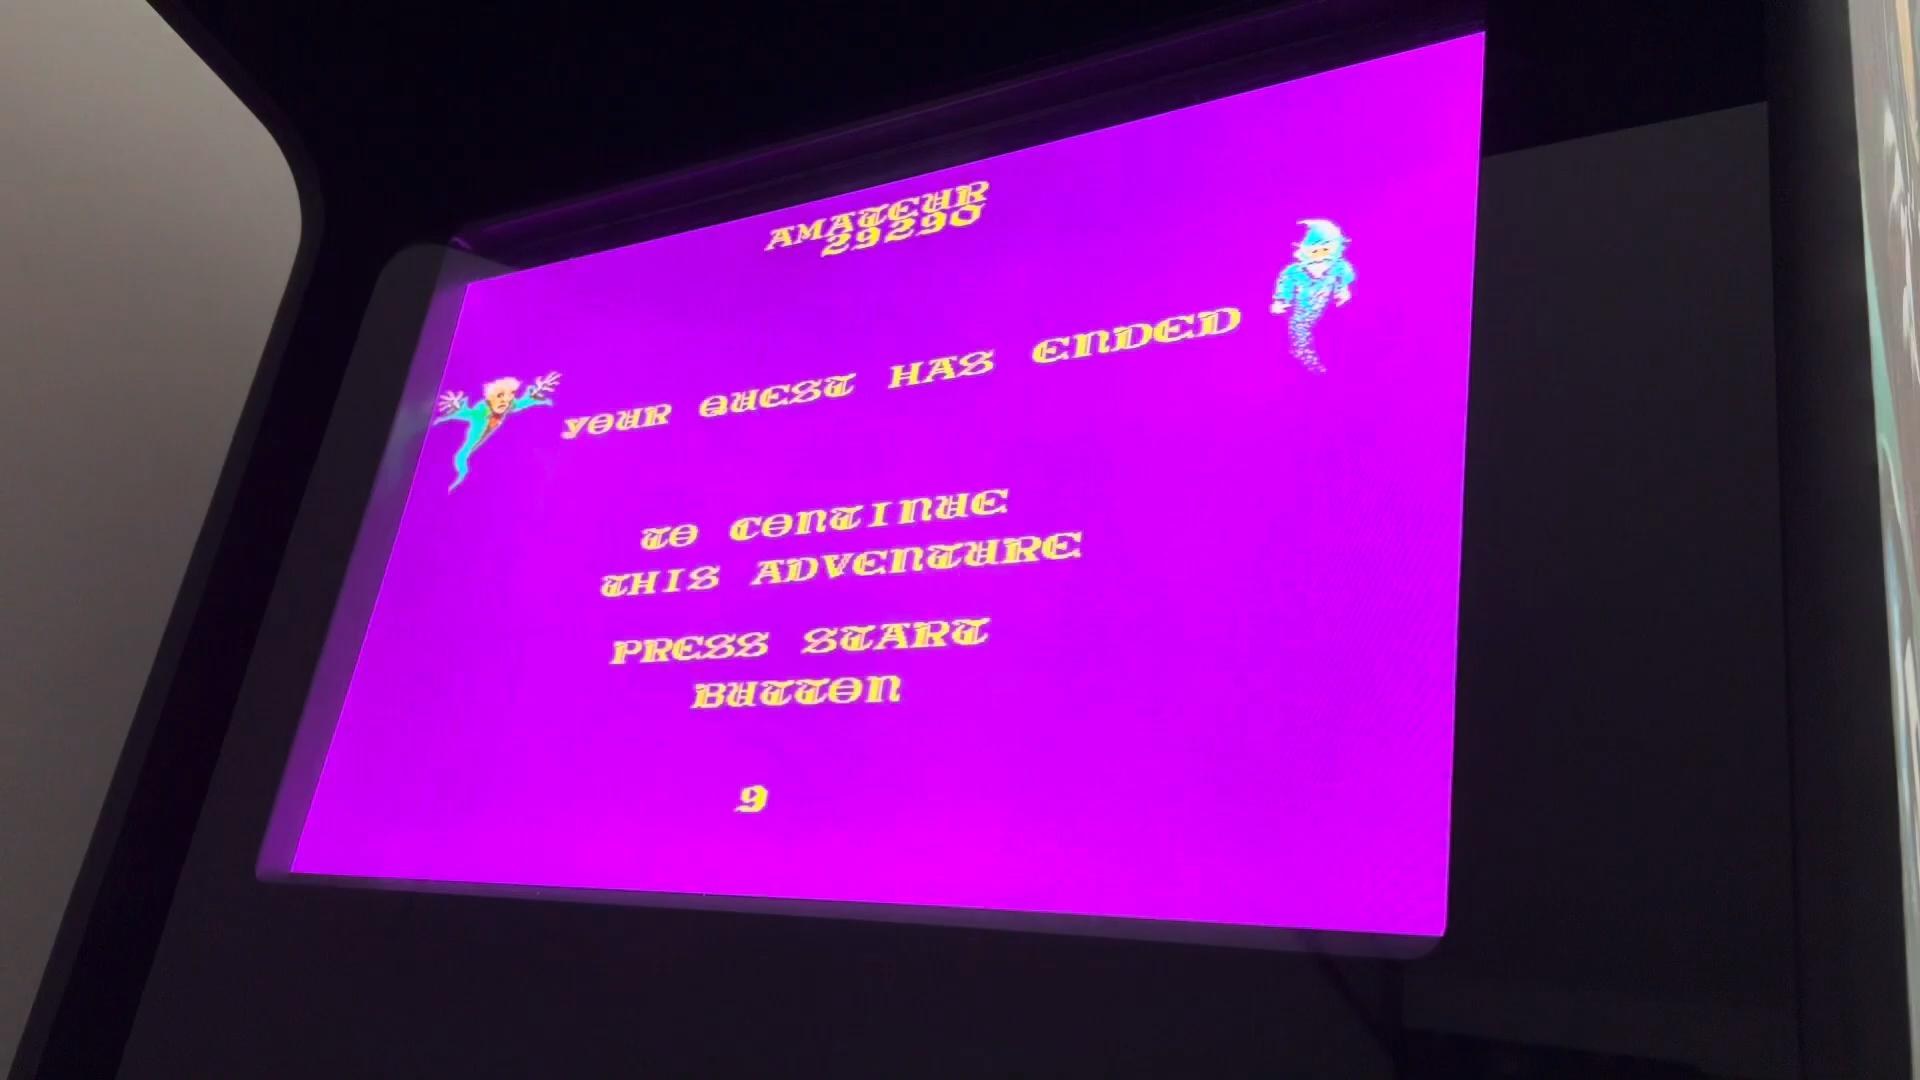 AMATEUR
29290
YOUR QUEST HAS ENDED
TO CONTINUE
THIS ADVENTURE
PRESS START
BUTTON
9